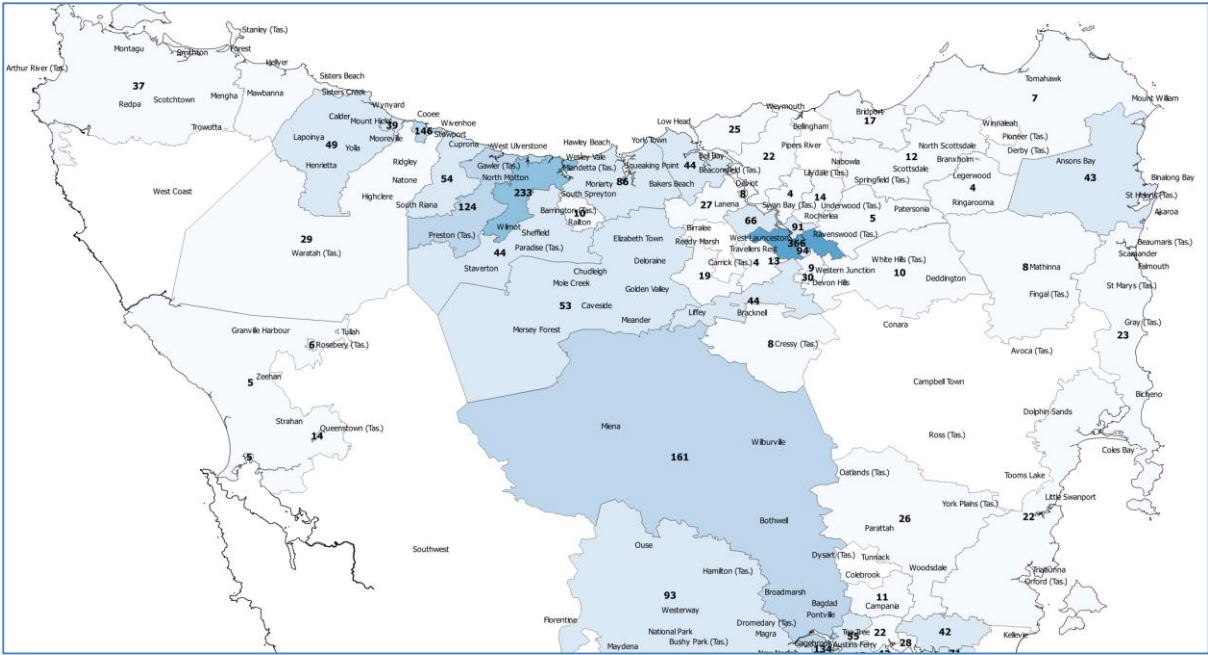 Stanley (Tas.)
Montagu
Smithton
Forest
Arthur River (Tas.)
Hellyer
Sisters Beach
Tomahawk
37
Scotchtown
Redpa
Mengha
Mawbanna
Sisters Creek
Wynyard
Cooee
Weymouth
Bridport
7
Mount William
Calder
Mount Hicks
39
146
Wivenhoe
Low Head
25
Bellingham
17
Winnaleah
Trowutta
Lapoinya
49
Yolla
Mooreville
Stowport
Cuprona
West Ulverstone
Hawley Beach
York Town
22
Pipers River
Pioneer (Tas.)
Derby (Tas.)
Henrietta
Ridgley
Natone
54
Gawler (Tas.)
Wesley Vale
Squeaking Point
44
Bell Bay
Nabowla
12
North Scottsdale
Scottsdale
Branxholm
Ansons Bay
West Coast
Highclere
North Motton
233
Moriarty
86
Bakers Beach
Beaconsfield (Tas.)
8
Lilydale (Tas.)
Springfield (Tas.)
Legerwood
4
Ringarooma
43
Binalong Bay
South Riana
124
South Spreyton
Barrington (Tas.)
10
Railton
27
Lanena
4
Swan Bay (Tas.)
14
Underwood (Tas.)
Patersonia
5
St Helens (Tas.)
Akaroa
29
Waratah (Tas.)
Preston (Tas.)
Wilmot
Sheffield
Paradise (Tas.)
44
Elizabeth Town
Birralee
Reedy Marsh
66
Rocherlea
91
Ravenswood (Tas.)
West Launceston
366
94
Travellers Rest
Beaumaris (Tas.)
Scamander
Falmouth
Staverton
Chudleigh
Mole Creek
Deloraine
Carrick (Tas.)
4
13
19
9
Western Junction
30
Devon Hills
White Hills (Tas.)
10
Deddington
8
Mathinna
Fingal (Tas.)
St Marys (Tas.)
53
Caveside
Golden Valley
Meander
Mersey Forest
44
Liffey
Bracknell
Conara
Gray (Tas.)
23
Granville Harbour
Tullah
6
Rosebery (Tas.)
8
Cressy (Tas.)
Avoca (Tas.)
5
Zeehan
Campbell Town
Bicheno
Strahan
Queenstown (Tas.)
14
5
Miena
Wilburville
Dolphin Sands
Ross (Tas.)
Coles Bay
161
Oatlands (Tas.)
Tooms Lake
York Plains (Tas.)
Little Swanport
22
26
Parattah
Bothwell
Southwest
Ouse
Dysart (Tas.)
Tunnack
Woodsdale
Triabunna
Orford (Tas.)
Hamilton (Tas.)
Colebrook
93
Westerway
Broadmarsh
Bagdad
Pontville
11
Campania
Florentine
National Park
Dromedary (Tas.)
Magra
Bushy Park (Tas.)
Maydena
55
22
42
Kellevie
134
Austins Ferry
28